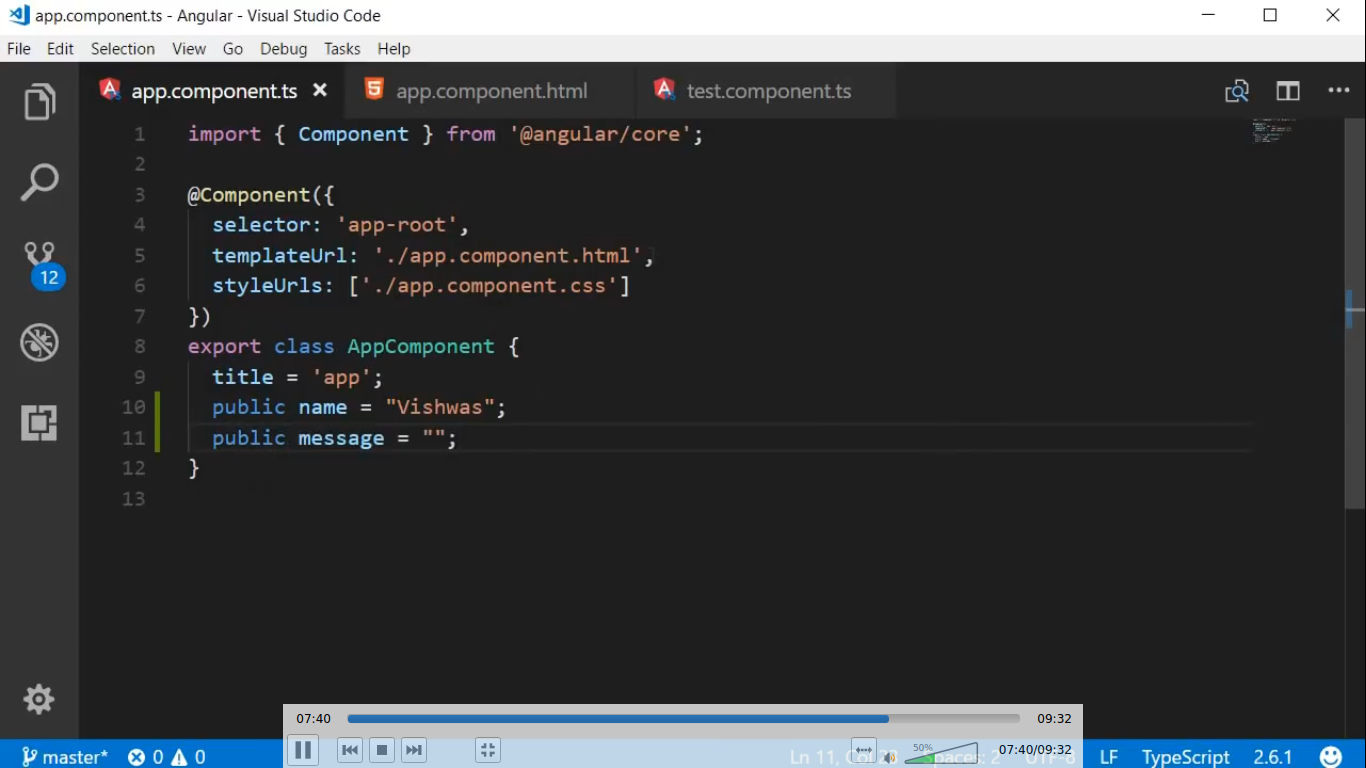 app.component.ts - Angular - Visual Studio Code
File Edit Selection View Go Debug Tasks Help
app.component.ts app.component.html test.component.ts
1 import { Component } from '@angular/core';
2
3 @Component({
4 selector: 'app-root',
5 templateUrl: './app.component.html',
6 styleUrls: ['./app.component.css']
7 })
8 export class AppComponent {
9 title = 'app';
10 public name = "Vishwas";
11 public message = "";
12 }
13
12
07:40 09:32
50% 07:40/09:32
master* 0 0 Ln 11, Spaces: 2 UTF-8 LF TypeScript 2.6.1